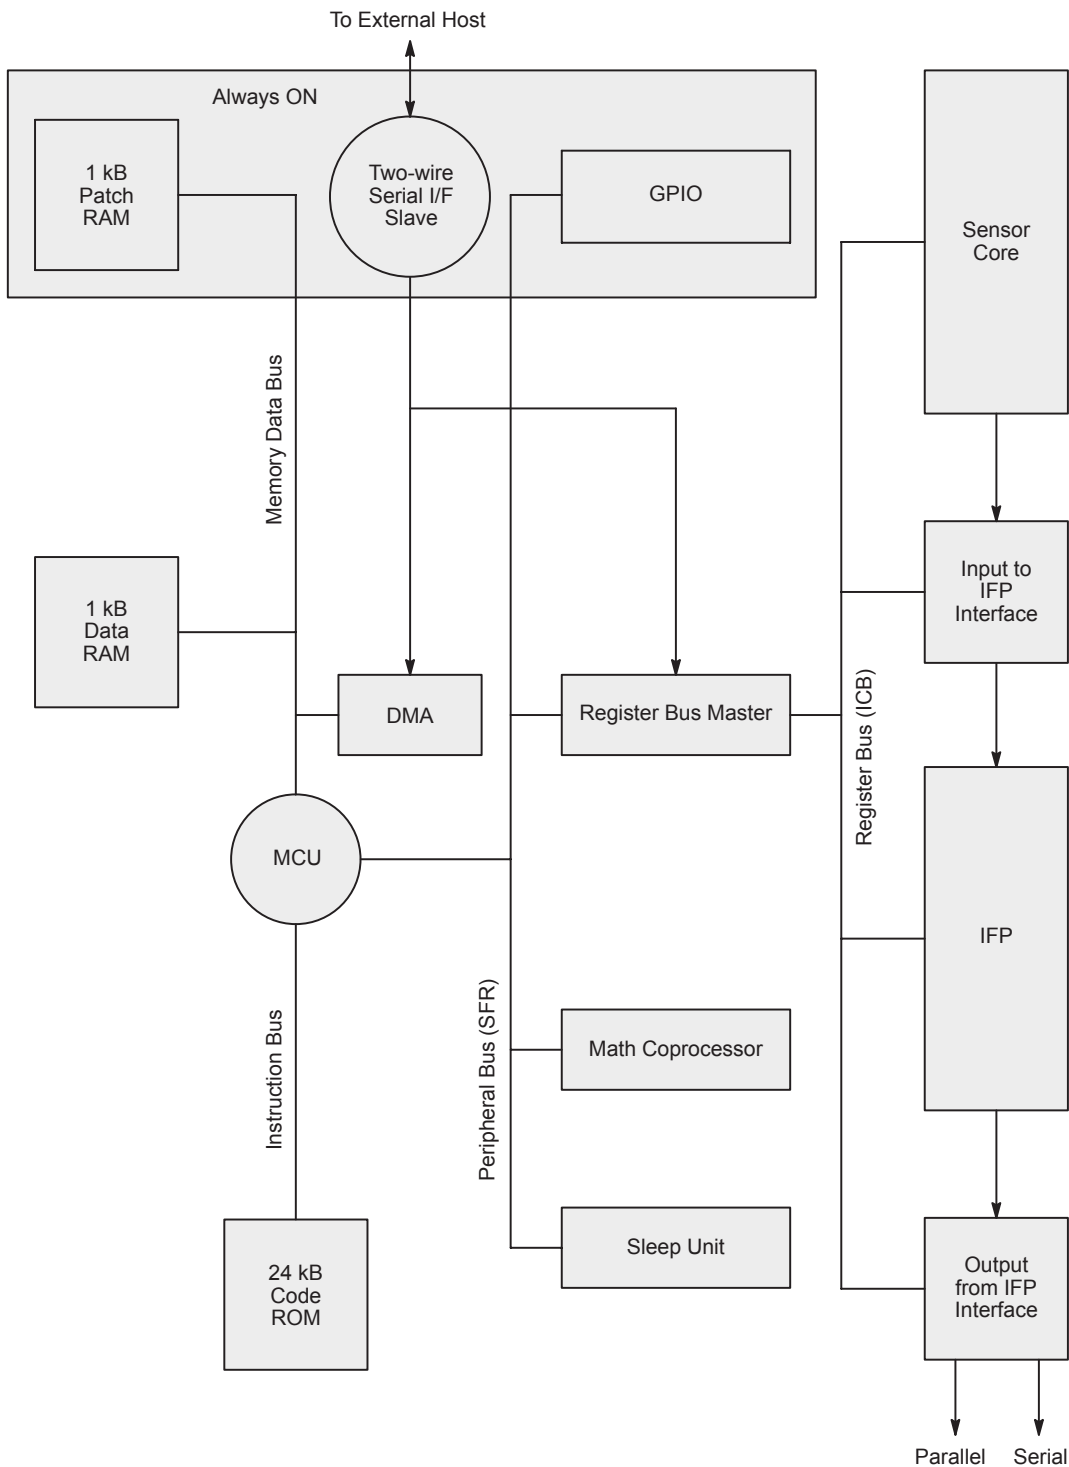 To External Host
Always ON
1 kB
Patch
RAM
Two-wire
Serial I/F
Slave
GPIO
Sensor
Core
Memory Data Bus
1 kB
Data
RAM
Input to
IFP
Interface
DMA
Register Bus Master
Register Bus (ICB)
MCU
IFP
Instruction Bus
Peripheral Bus (SFR)
Math Coprocessor
Sleep Unit
24 kB
Code
ROM
Output
from IFP
Interface
Parallel
Serial